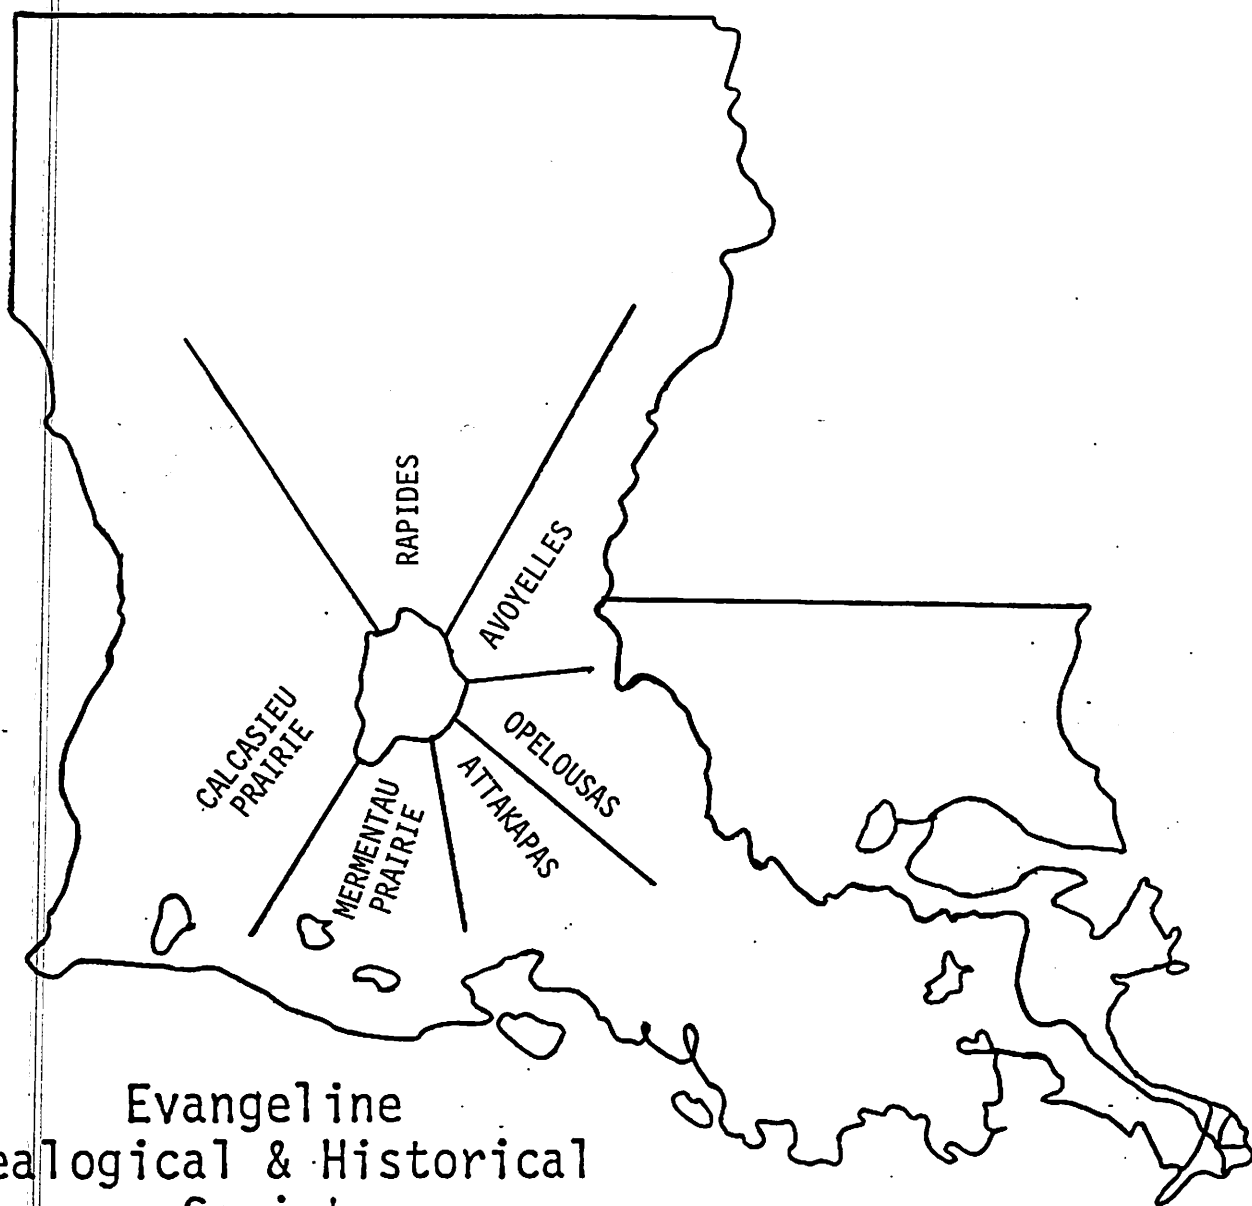 RAPIDES
AVOYELLES
CALCASIEU
PRAIRIE
OPELOUSAS
ATTAKAPAS
MERMENTAU
PRAIRIE
Evangeline
ealogical & Historical